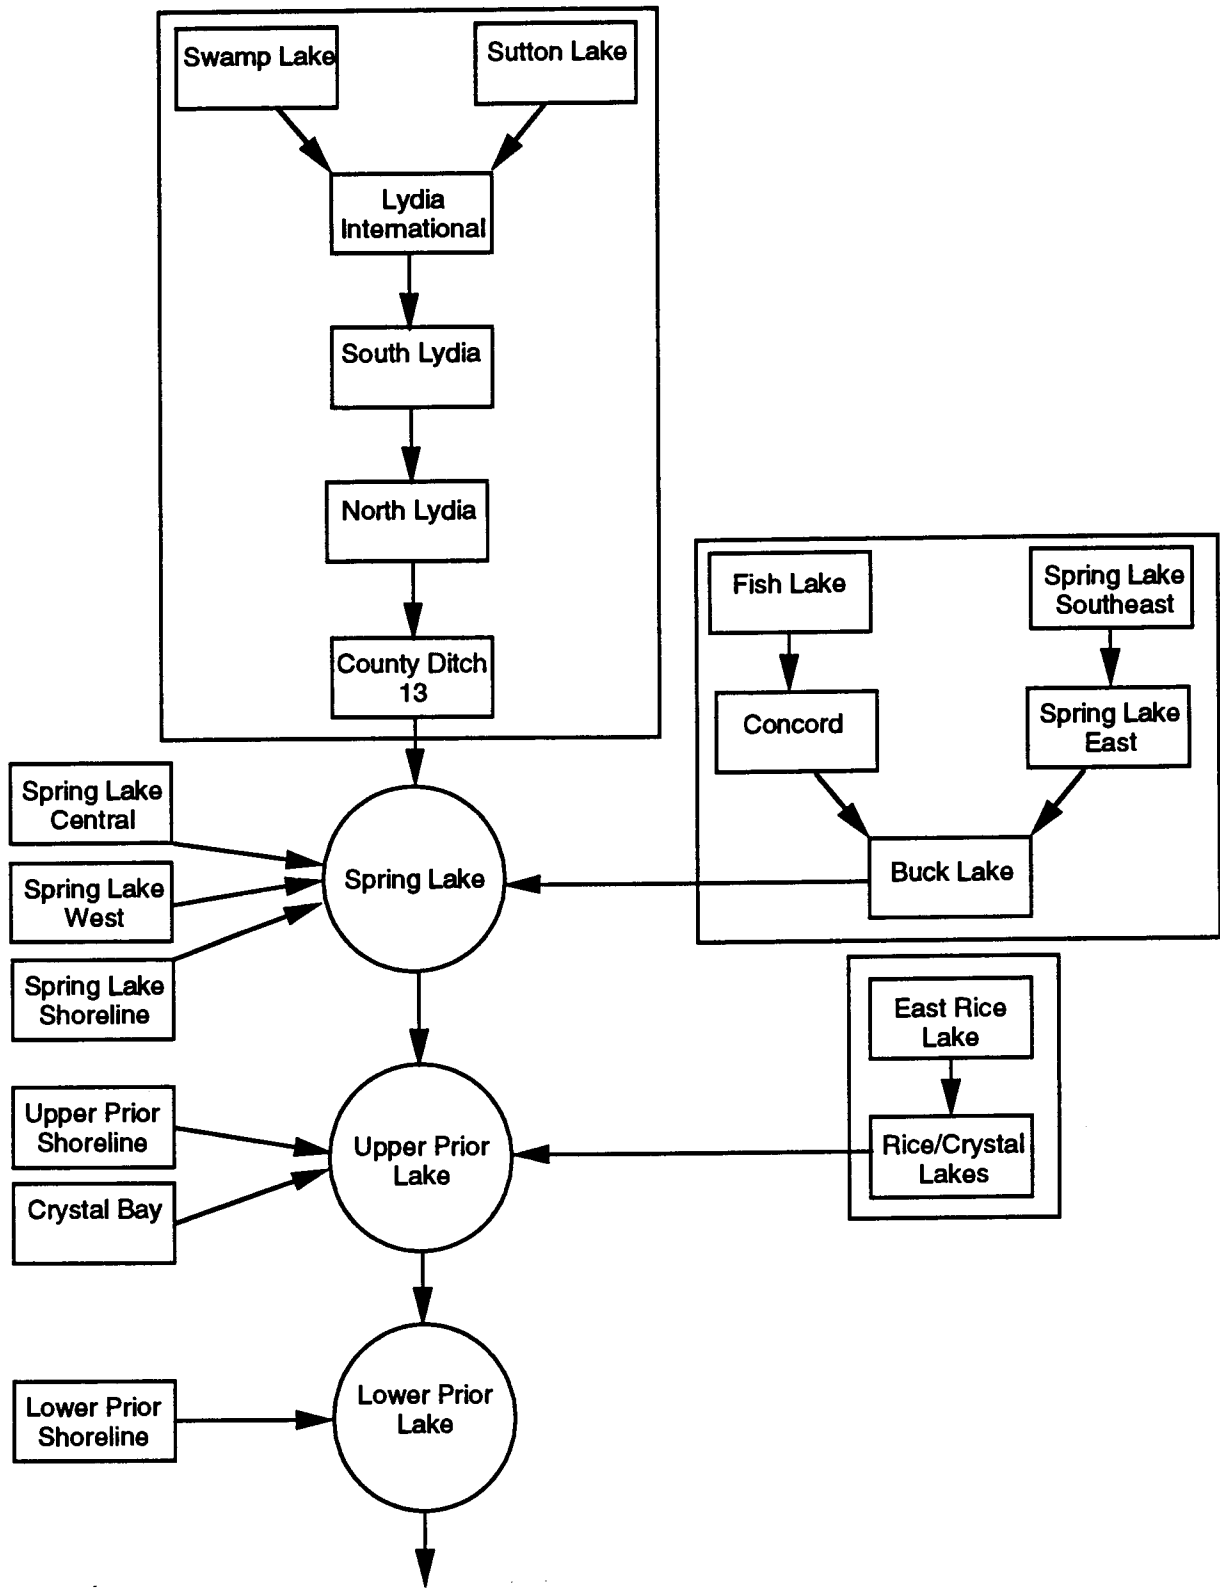 Swamp Lake
Sutton Lake
Lydia
International
South Lydia
North Lydia
County Ditch
13
Fish Lake
Spring Lake
Southeast
Concord
Spring Lake
East
Buck Lake
Spring Lake
Central
Spring Lake
West
Spring Lake
Shoreline
Spring Lake
East Rice
Lake
Rice/Crystal
Lakes
Upper Prior
Shoreline
Crystal Bay
Upper Prior
Lake
Lower Prior
Shoreline
Lower Prior
Lake